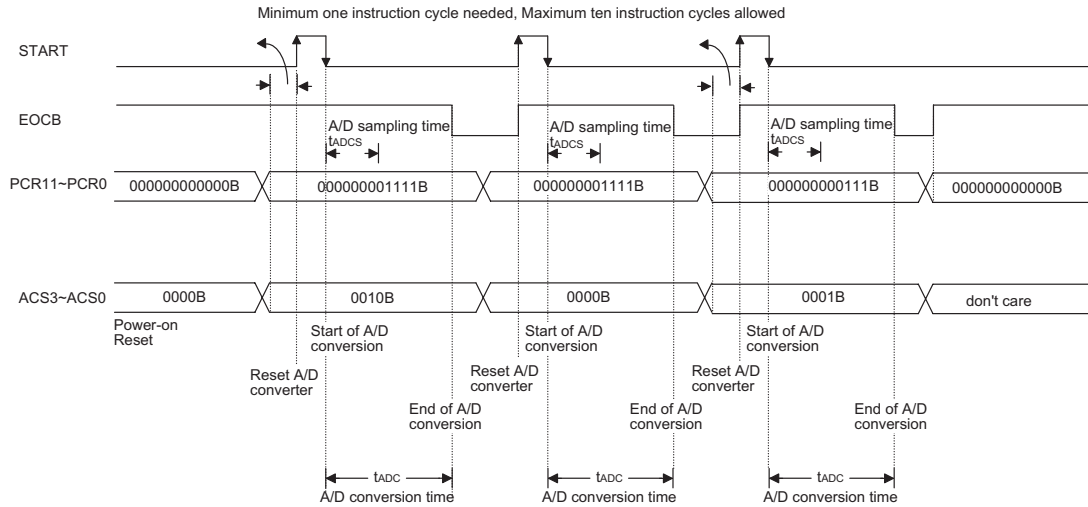 Minimum one instruction cycle needed, Maximum ten instruction cycles allowed
START
EOCB
A/D sampling time
tADCS
A/D sampling time
tADCS
A/D sampling time
tADCS
PCR11~PCR0
000000000000B
000000001111B
000000001111B
000000000111B
000000000000B
ACS3~ACS0
0000B
0010B
0000B
0001B
don't care
Power-on
Reset
Start of A/D
conversion
Start of A/D
conversion
Start of A/D
conversion
Reset A/D
converter
Reset A/D
converter
Reset A/D
converter
End of A/D
conversion
End of A/D
conversion
End of A/D
conversion
tADC
A/D conversion time
tADC
A/D conversion time
tADC
A/D conversion time